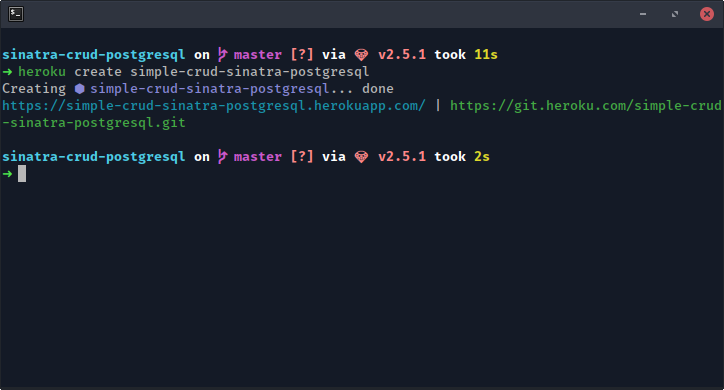 $_
sinatra-crud-postgresql on master [?] via v2.5.1 took 11s
➜ heroku create simple-crud-sinatra-postgresql
Creating ⬢ simple-crud-sinatra-postgresql... done
https://simple-crud-sinatra-postgresql.herokuapp.com/ | https://git.heroku.com/simple-crud
-sinatra-postgresql.git
sinatra-crud-postgresql on master [?] via v2.5.1 took 2s
➜